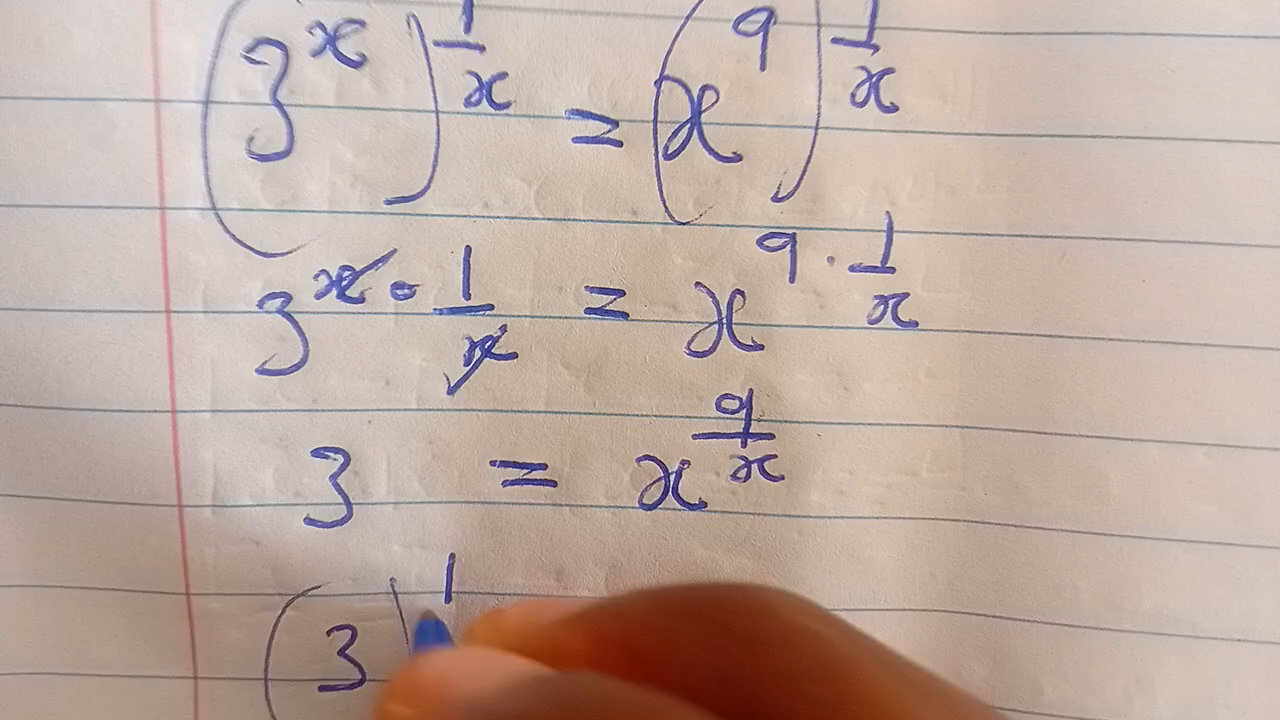 (3^x)^(1/x) = (x^9)^(1/x)
3^(x · 1/x) = x^(9 · 1/x)
3 = x^(9/x)
(3)^1